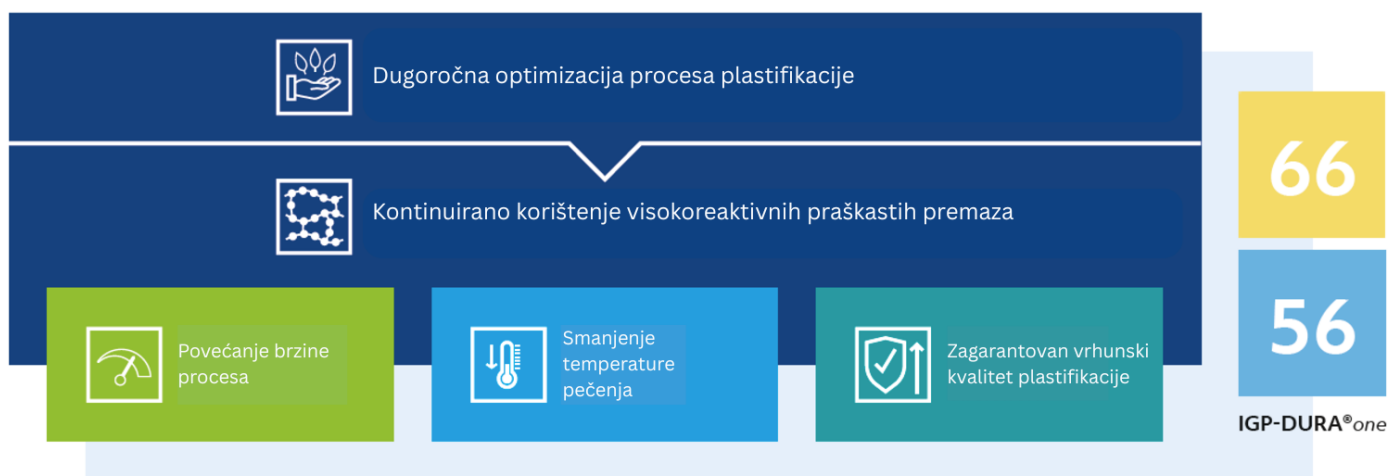 Dugoročna optimizacija procesa plastifikacije
Kontinuirano korištenje visokoreaktivnih praškastih premaza
Povećanje brzine
procesa
Smanjenje
temperature
pečenja
Zagarantovan vrhunski
kvalitet plastifikacije
66
56
IGP-DURA®one